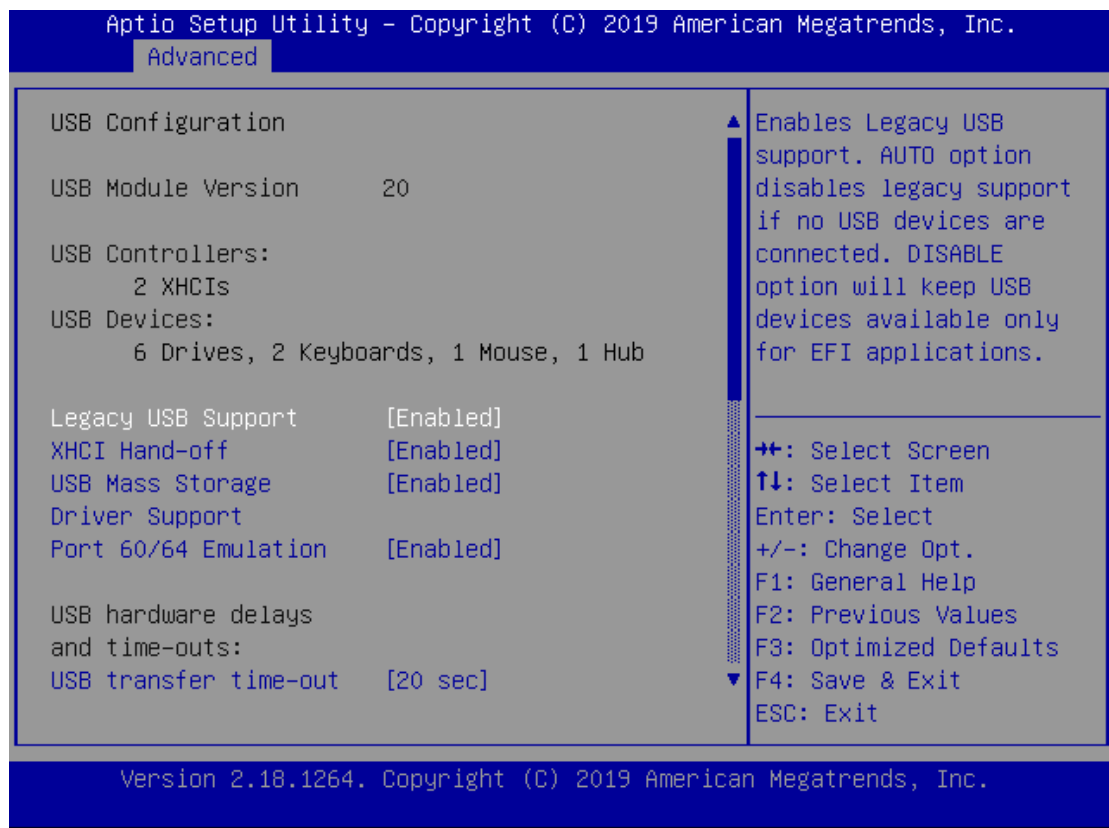 Aptio Setup Utility – Copyright (C) 2019 American Megatrends, Inc.
Advanced
USB Configuration
USB Module Version 20
USB Controllers:
2 XHCIs
USB Devices:
6 Drives, 2 Keyboards, 1 Mouse, 1 Hub
Legacy USB Support [Enabled]
XHCI Hand-off [Enabled]
USB Mass Storage [Enabled]
Driver Support
Port 60/64 Emulation [Enabled]
USB hardware delays
and time-outs:
USB transfer time-out [20 sec]
Enables Legacy USB
support. AUTO option
disables legacy support
if no USB devices are
connected. DISABLE
option will keep USB
devices available only
for EFI applications.
→←: Select Screen
↑↓: Select Item
Enter: Select
+/-: Change Opt.
F1: General Help
F2: Previous Values
F3: Optimized Defaults
F4: Save & Exit
ESC: Exit
Version 2.18.1264. Copyright (C) 2019 American Megatrends, Inc.